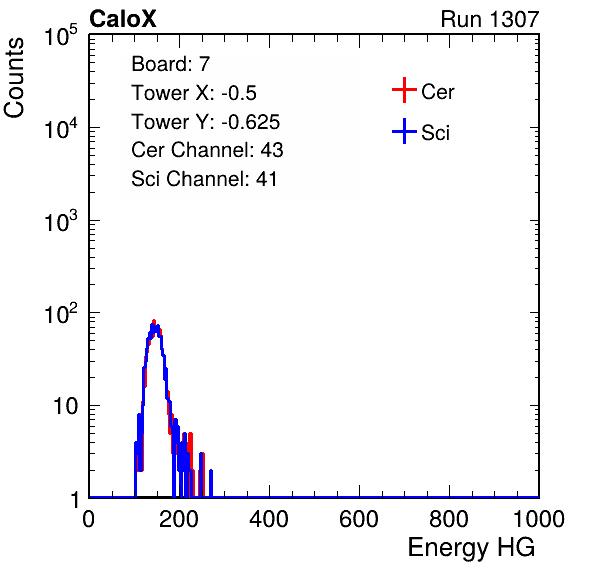 CaloX Run 1307
Counts
10^5
10^4
10^3
10^2
10
1
Board: 7
Tower X: -0.5
Tower Y: -0.625
Cer Channel: 43
Sci Channel: 41
Cer
Sci
0 200 400 600 800 1000
Energy HG